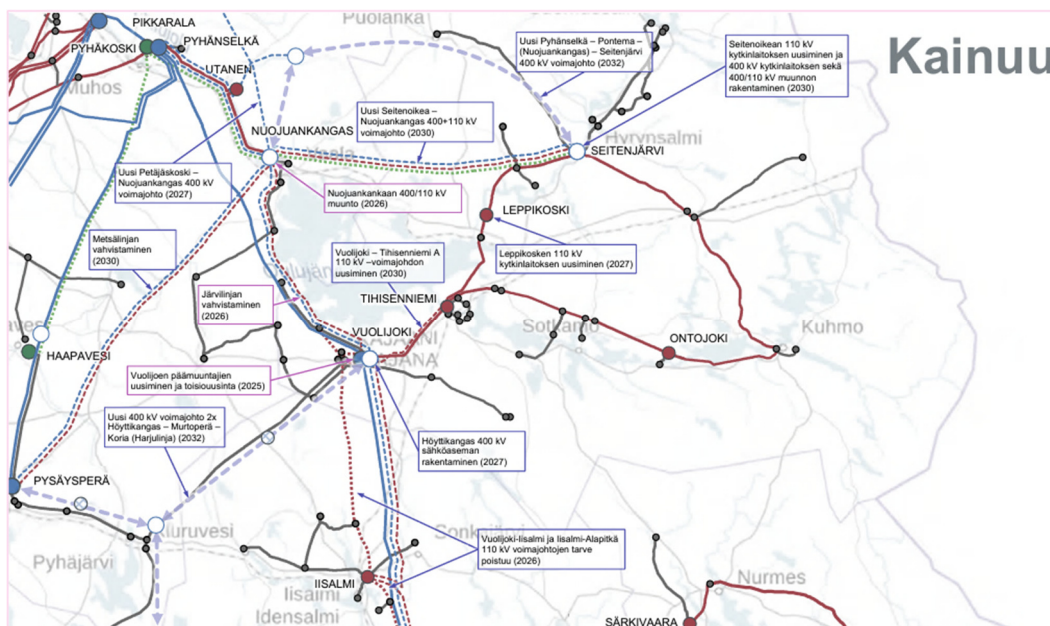 Kainuu
PIKKARALA
PYHÄKOSKI
PYHÄNSELKÄ
UTANEN
Muhos
Puolanka
Uusi Pyhänselkä – Pontema –
(Nuojuankangas) – Seitenjärvi
400 kV voimajohto (2032)
Seitenoikean 110 kV
kytkinlaitoksen uusiminen ja
400 kV kytkinlaitoksen sekä
400/110 kV muunnon
rakentaminen (2030)
Uusi Seitenoikea –
Nuojuankangas 400+110 kV
voimajohto (2030)
NUOJUANKANGAS
Vaala
Hyrynsalmi
SEITENJÄRVI
Uusi Petäjäskoski –
Nuojuankangas 400 kV
voimajohto (2027)
Nuojuankankaan 400/110 kV
muunto (2026)
LEPPIKOSKI
Metsälinjan
vahvistaminen
(2030)
Vuolijoki – Tihisenniemi A
110 kV –voimajohdon
uusiminen (2030)
Leppikosken 110 kV
kytkinlaitoksen uusiminen (2027)
Järvilinjan
vahvistaminen
(2026)
TIHISENNIEMI
VUOLIJOKI
Sotkamo
ONTOJOKI
Kuhmo
HAAPAVESI
Vuolijoen päämuuntajien
uusiminen ja toisiouusinta (2025)
Uusi 400 kV voimajohto 2x
Höyttikangas – Murtoperä –
Koria (Harjulinja) (2032)
Höyttikangas 400 kV
sähköaseman
rakentaminen (2027)
PYSÄYSPERÄ
Pyhäjärvi
Sonkajärvi
Vuolijoki-Iisalmi ja Iisalmi-Alapitkä
110 kV voimajohtojen tarve
poistuu (2026)
IISALMI
Iisalmi
Idensalmi
Nurmes
SÄRKIVAARA